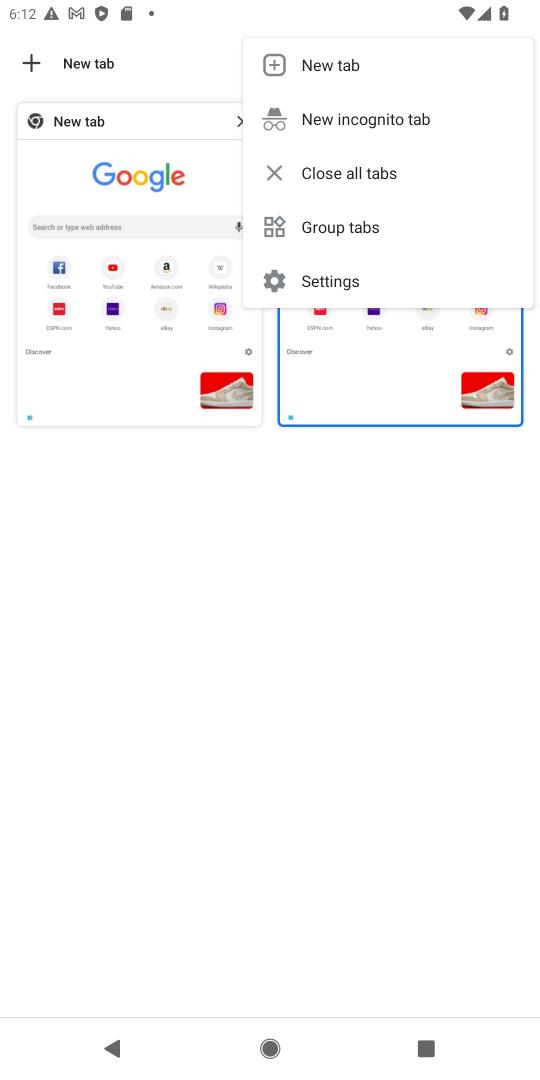 6:12
New tab
New tab
New incognito tab
Close all tabs
Group tabs
Settings
New tab
Google
Search or type web address
Facebook YouTube Amazon.com Wikipedia
ESPN.com Yahoo eBay Instagram
Discover
ESPN.com Yahoo eBay Instagram
Discover